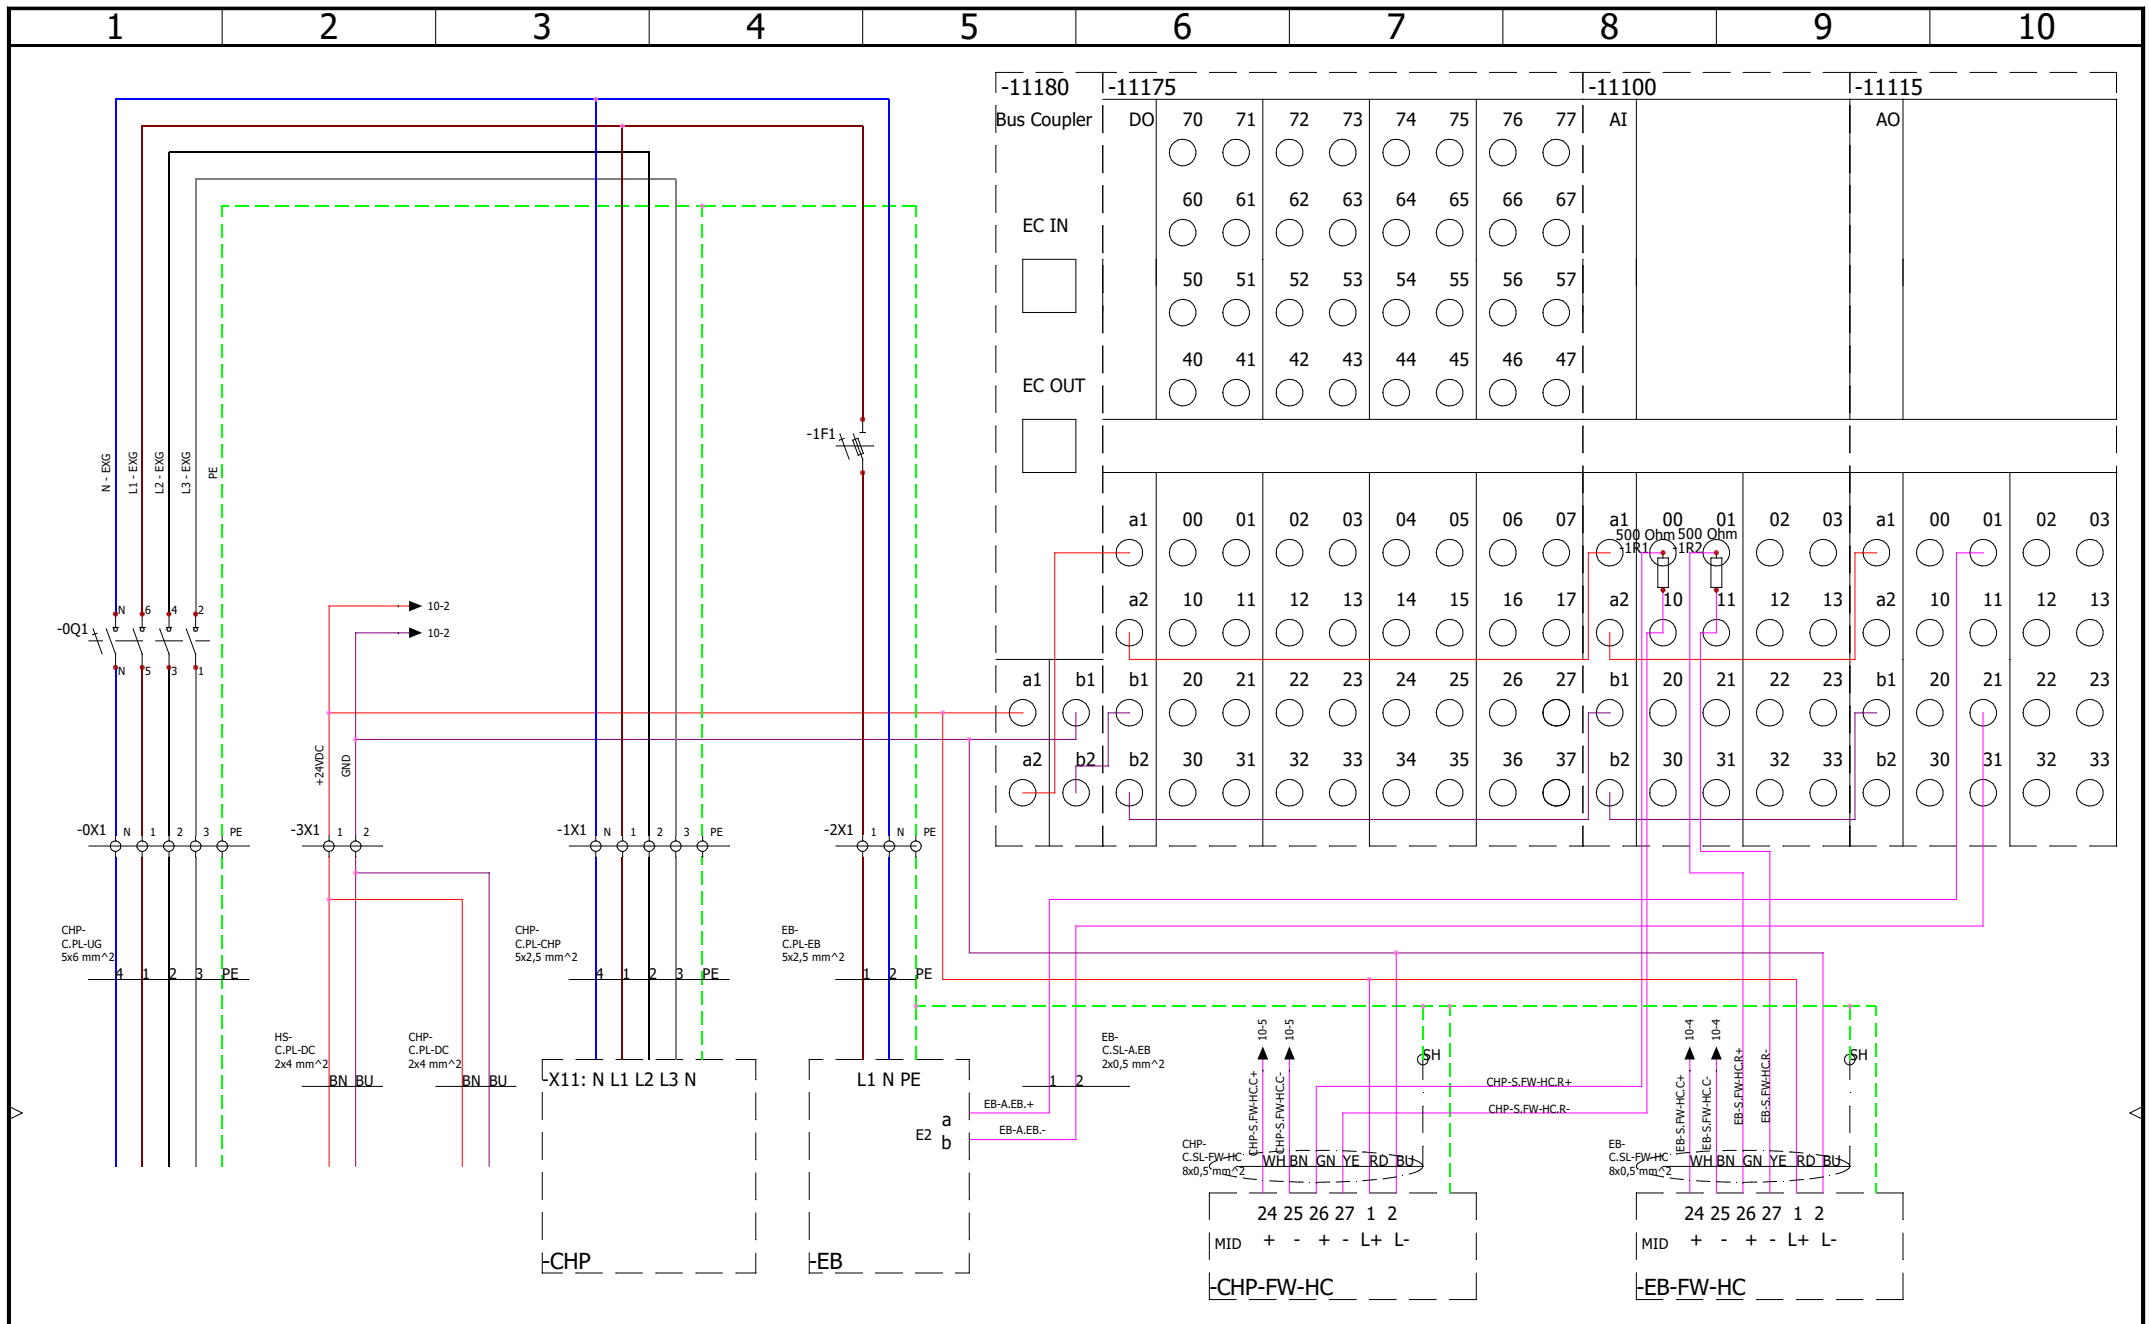 1 2 3 4 5 6 7 8 9 10
-11180 -11175 -11100 -11115
Bus Coupler DO 70 71 72 73 74 75 76 77 AI AO
60 61 62 63 64 65 66 67
EC IN
50 51 52 53 54 55 56 57
40 41 42 43 44 45 46 47
EC OUT
-1F1
N - EXG L1 - EXG L2 - EXG L3 - EXG PE
a1 00 01 02 03 04 05 06 07 a1 00 01 02 03 a1 00 01 02 03
500 Ohm 500 Ohm
-1R1 -1R2
a2 10 11 12 13 14 15 16 17 a2 10 11 12 13 a2 10 11 12 13
N 6 4 2
10-2
-0Q1
10-2
N 5 3 1
a1 b1 b1 20 21 22 23 24 25 26 27 b1 20 21 22 23 b1 20 21 22 23
+24VDC GND
a2 b2 b2 30 31 32 33 34 35 36 37 b2 30 31 32 33 b2 30 31 32 33
-0X1 N 1 2 3 PE
-3X1 1 2
-1X1 N 1 2 3 PE
-2X1 1 N PE
CHP-
C.PL-UG
5x6 mm^2
4 1 2 3 PE
CHP-
C.PL-CHP
5x2,5 mm^2
4 1 2 3 PE
EB-
C.PL-EB
5x2,5 mm^2
1 2 PE
HS-
C.PL-DC
2x4 mm^2
BN BU
CHP-
C.PL-DC
2x4 mm^2
BN BU
EB-
C.SL-A.EB
2x0,5 mm^2
1 2
-X11: N L1 L2 L3 N
-CHP
L1 N PE
E2 a
b
-EB
EB-A.EB.+
EB-A.EB.-
10-5 10-5
CHP-S.FW-HC.C+
CHP-S.FW-HC.C-
CHP-S.FW-HC.R+
CHP-S.FW-HC.R-
SH
CHP-
C.SL-FW-HC
8x0,5 mm^2
WH BN GN YE RD BU
24 25 26 27 1 2
MID + - + - L+ L-
-CHP-FW-HC
10-4 10-4
EB-S.FW-HC.C+
EB-S.FW-HC.C-
EB-S.FW-HC.R+
EB-S.FW-HC.R-
SH
EB-
C.SL-FW-HC
8x0,5 mm^2
WH BN GN YE RD BU
24 25 26 27 1 2
MID + - + - L+ L-
-EB-FW-HC